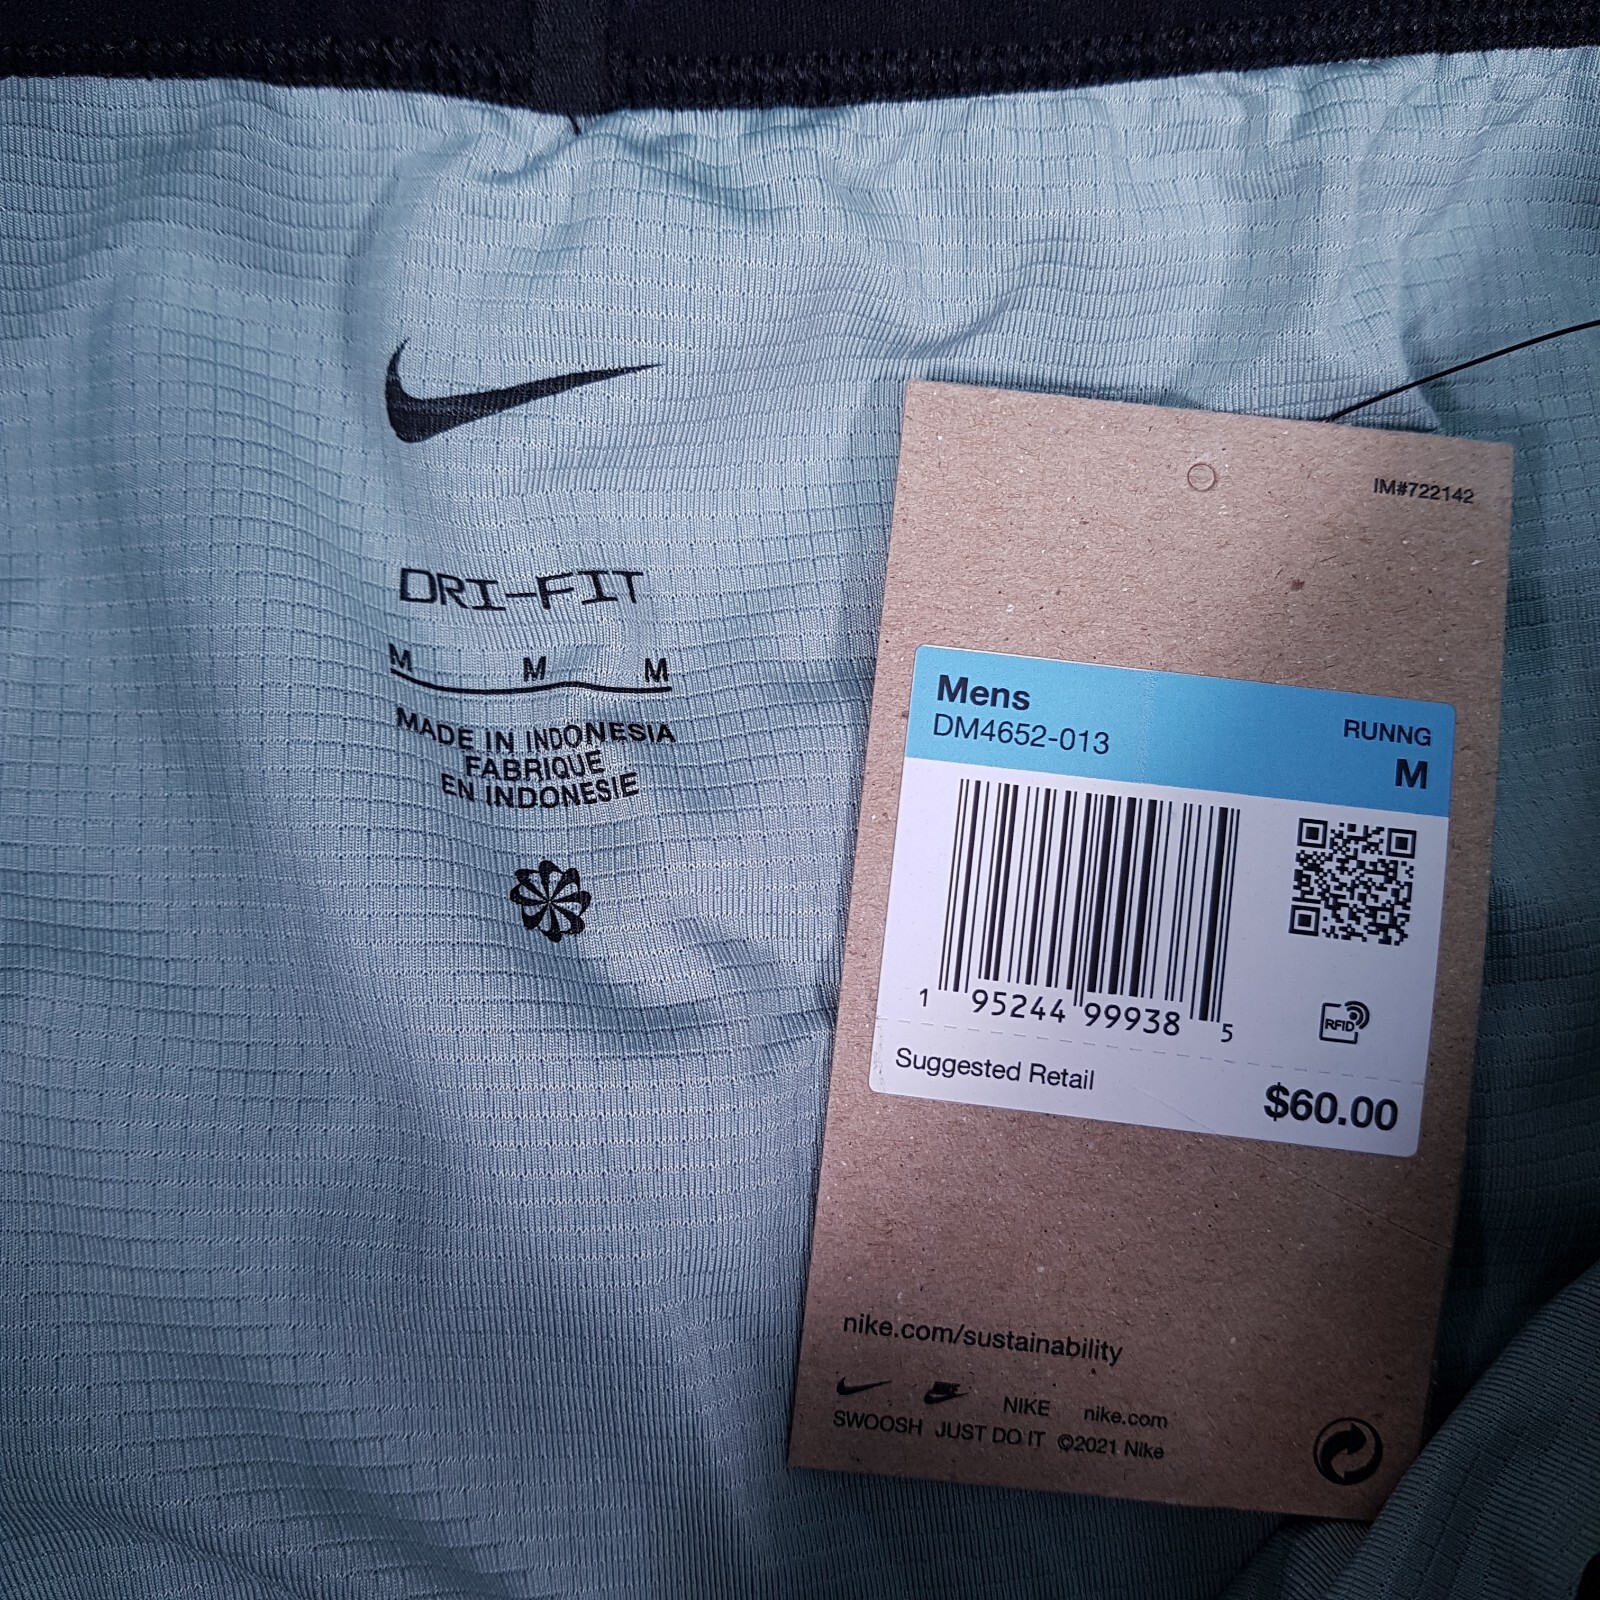 DRI-FIT
M M M
MADE IN INDONESIA
FABRIQUE
EN INDONESIE
IM#722142
Mens
DM4652-013
RUNNG
M
1 95244 99938 5
RFID
Suggested Retail
$60.00
nike.com/sustainability
NIKE nike.com
SWOOSH JUST DO IT ©2021 Nike